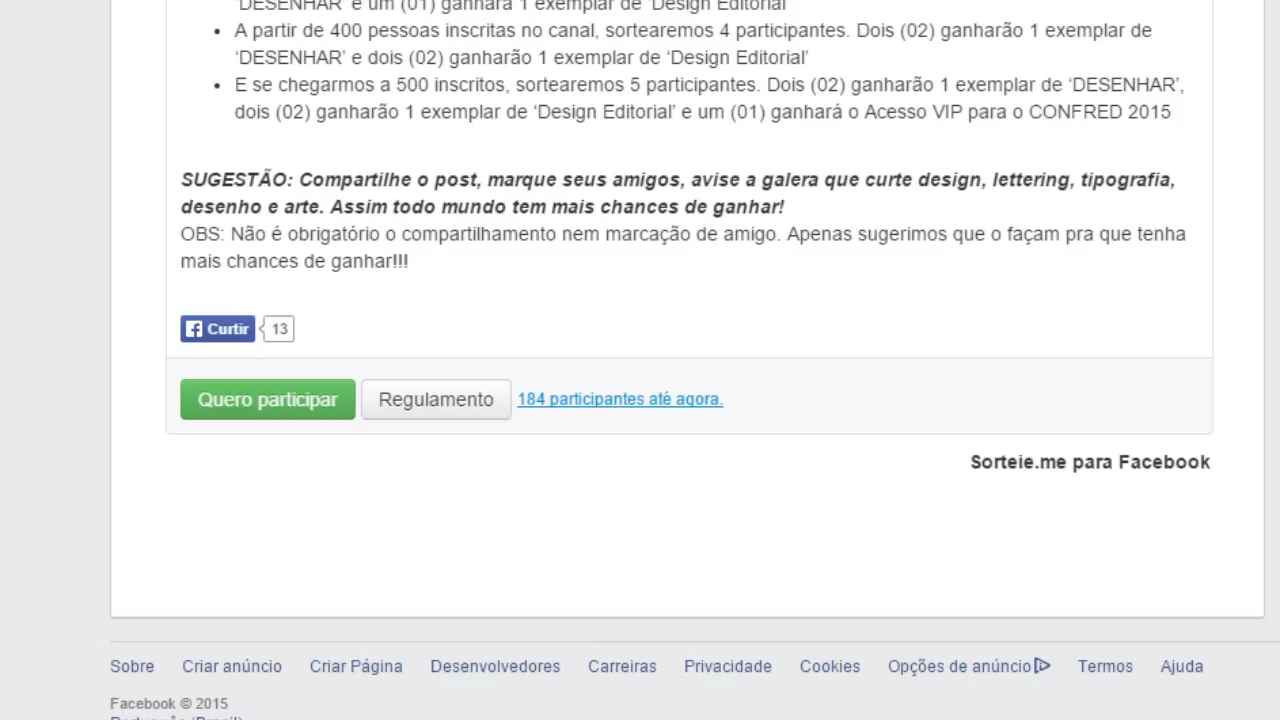 'DESENHAR' e um (01) ganhará 1 exemplar de 'Design Editorial'
• A partir de 400 pessoas inscritas no canal, sortearemos 4 participantes. Dois (02) ganharão 1 exemplar de
‘DESENHAR’ e dois (02) ganharão 1 exemplar de ‘Design Editorial’
• E se chegarmos a 500 inscritos, sortearemos 5 participantes. Dois (02) ganharão 1 exemplar de ‘DESENHAR’,
dois (02) ganharão 1 exemplar de ‘Design Editorial’ e um (01) ganhará o Acesso VIP para o CONFRED 2015
SUGESTÃO: Compartilhe o post, marque seus amigos, avise a galera que curte design, lettering, tipografia,
desenho e arte. Assim todo mundo tem mais chances de ganhar!
OBS: Não é obrigatório o compartilhamento nem marcação de amigo. Apenas sugerimos que o façam pra que tenha
mais chances de ganhar!!!
Curtir 13
Quero participar Regulamento 184 participantes até agora.
Sorteie.me para Facebook
Sobre Criar anúncio Criar Página Desenvolvedores Carreiras Privacidade Cookies Opções de anúncio Termos Ajuda
Facebook © 2015
Português (Brasil)